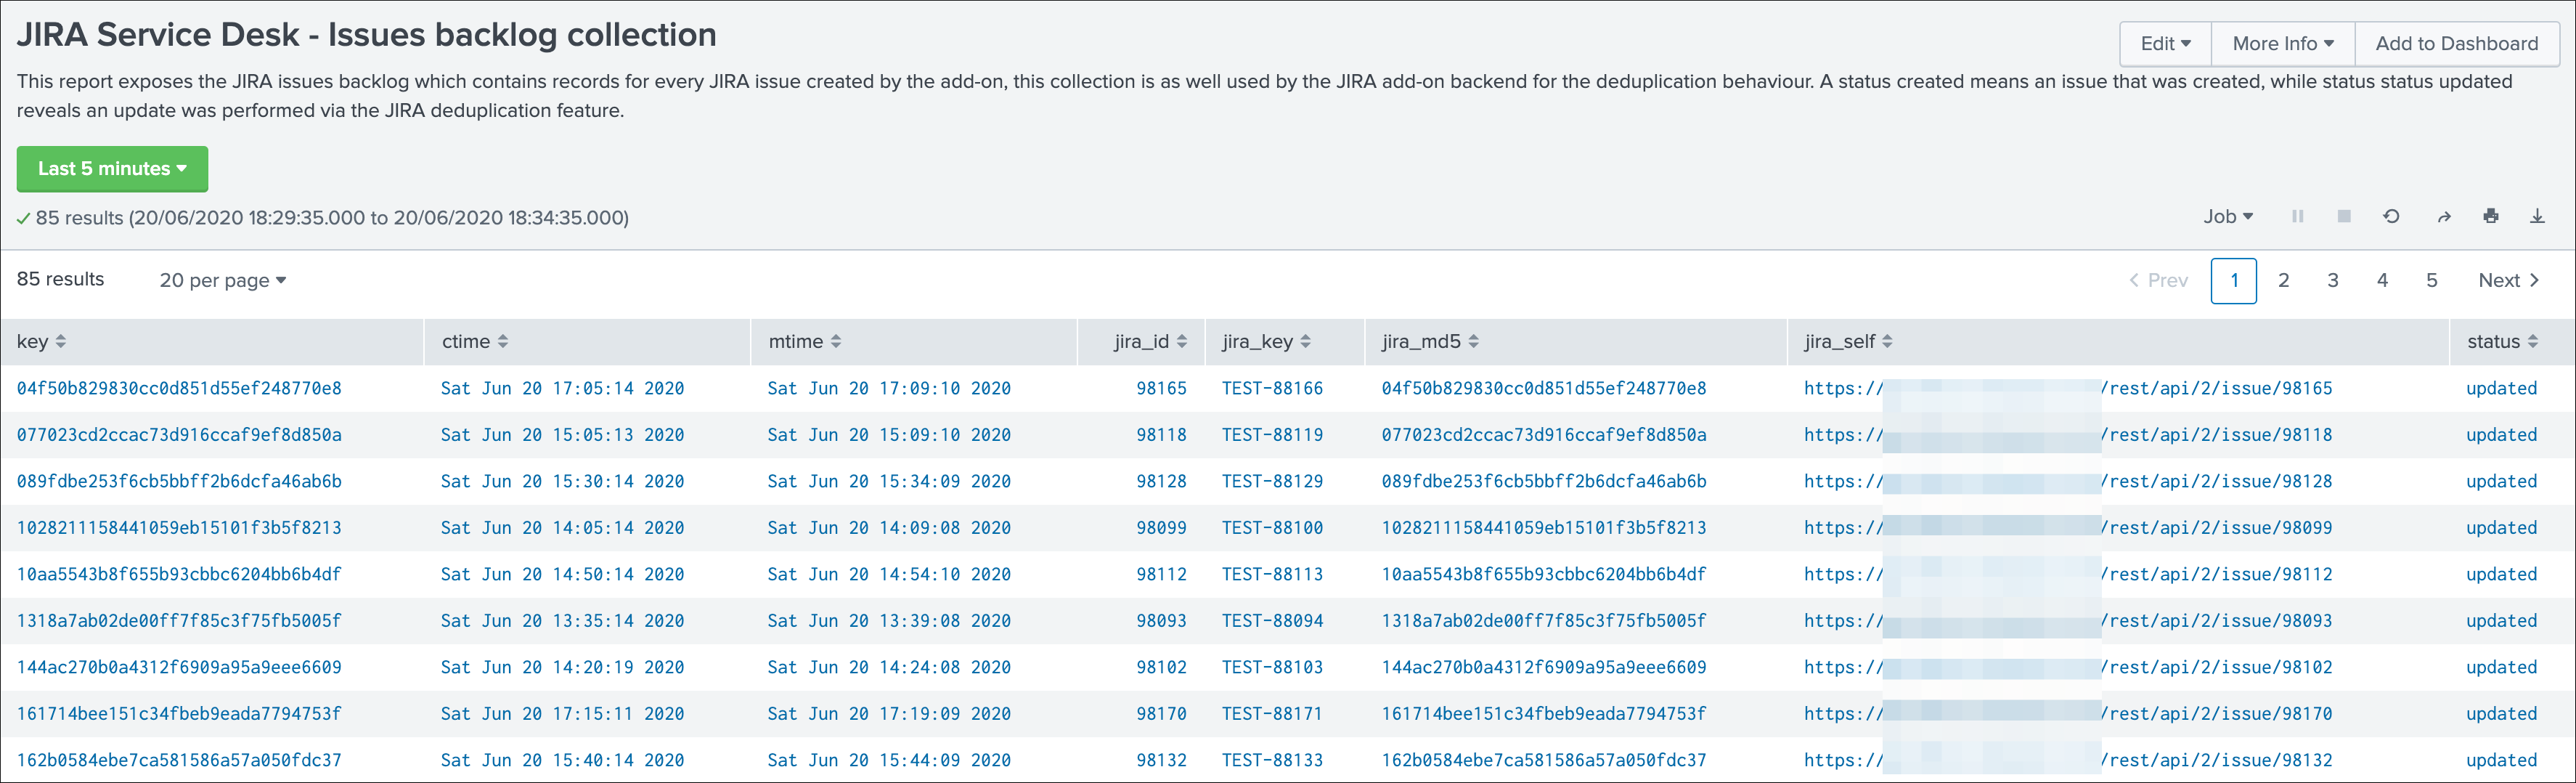 JIRA Service Desk - Issues backlog collection
Edit More Info Add to Dashboard
This report exposes the JIRA issues backlog which contains records for every JIRA issue created by the add-on, this collection is as well used by the JIRA add-on backend for the deduplication behaviour. A status created means an issue that was created, while status status updated
reveals an update was performed via the JIRA deduplication feature.
Last 5 minutes
85 results (20/06/2020 18:29:35.000 to 20/06/2020 18:34:35.000)
Job
85 results 20 per page Prev 1 2 3 4 5 Next
key ctime mtime jira_id jira_key jira_md5 jira_self status
04f50b829830cc0d851d55ef248770e8 Sat Jun 20 17:05:14 2020 Sat Jun 20 17:09:10 2020 98165 TEST-88166 04f50b829830cc0d851d55ef248770e8 https:// /rest/api/2/issue/98165 updated
077023cd2ccac73d916ccaf9ef8d850a Sat Jun 20 15:05:13 2020 Sat Jun 20 15:09:10 2020 98118 TEST-88119 077023cd2ccac73d916ccaf9ef8d850a https:// /rest/api/2/issue/98118 updated
089fdbe253f6cb5bbff2b6dcfa46ab6b Sat Jun 20 15:30:14 2020 Sat Jun 20 15:34:09 2020 98128 TEST-88129 089fdbe253f6cb5bbff2b6dcfa46ab6b https:// /rest/api/2/issue/98128 updated
1028211158441059eb15101f3b5f8213 Sat Jun 20 14:05:14 2020 Sat Jun 20 14:09:08 2020 98099 TEST-88100 1028211158441059eb15101f3b5f8213 https:// /rest/api/2/issue/98099 updated
10aa5543b8f655b93cbbc6204bb6b4df Sat Jun 20 14:50:14 2020 Sat Jun 20 14:54:10 2020 98112 TEST-88113 10aa5543b8f655b93cbbc6204bb6b4df https:// /rest/api/2/issue/98112 updated
1318a7ab02de00ff7f85c3f75fb5005f Sat Jun 20 13:35:14 2020 Sat Jun 20 13:39:08 2020 98093 TEST-88094 1318a7ab02de00ff7f85c3f75fb5005f https:// /rest/api/2/issue/98093 updated
144ac270b0a4312f6909a95a9eee6609 Sat Jun 20 14:20:19 2020 Sat Jun 20 14:24:08 2020 98102 TEST-88103 144ac270b0a4312f6909a95a9eee6609 https:// /rest/api/2/issue/98102 updated
161714bee151c34fbeb9eada7794753f Sat Jun 20 17:15:11 2020 Sat Jun 20 17:19:09 2020 98170 TEST-88171 161714bee151c34fbeb9eada7794753f https:// /rest/api/2/issue/98170 updated
162b0584ebe7ca581586a57a050fdc37 Sat Jun 20 15:40:14 2020 Sat Jun 20 15:44:09 2020 98132 TEST-88133 162b0584ebe7ca581586a57a050fdc37 https:// /rest/api/2/issue/98132 updated